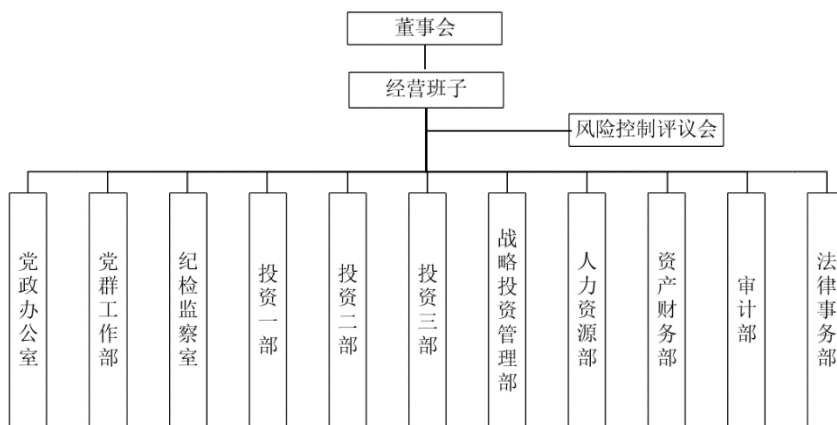 董事会
经营班子
风险控制评议会
党政办公室
党群工作部
纪检监察室
投资一部
投资二部
投资三部
战略投资管理部
人力资源部
资产财务部
审计部
法律事务部